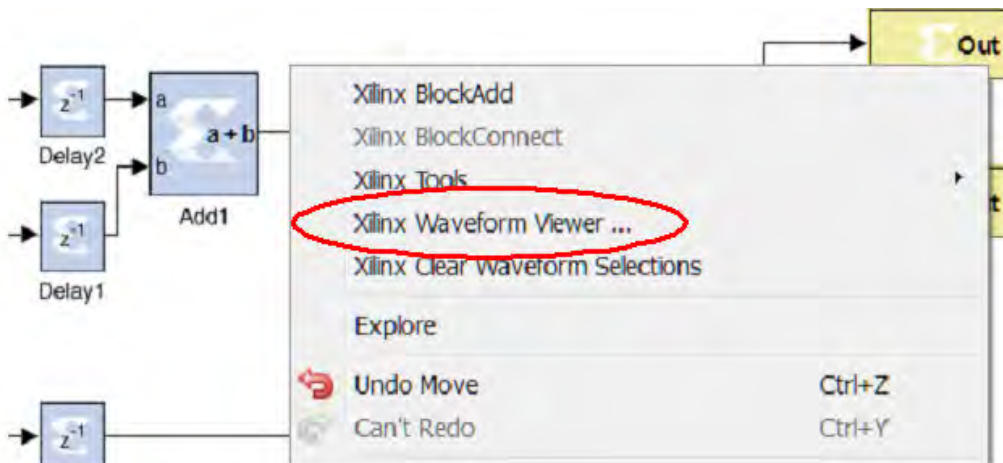 Out
Xilinx BlockAdd
z-1
a
Xilinx BlockConnect
a + b
Delay2
b
Xilinx Tools
t
Add1
Xilinx Waveform Viewer ...
z-1
Xilinx Clear Waveform Selections
Delay1
Explore
Undo Move Ctrl+Z
Can't Redo Ctrl+Y
z-1